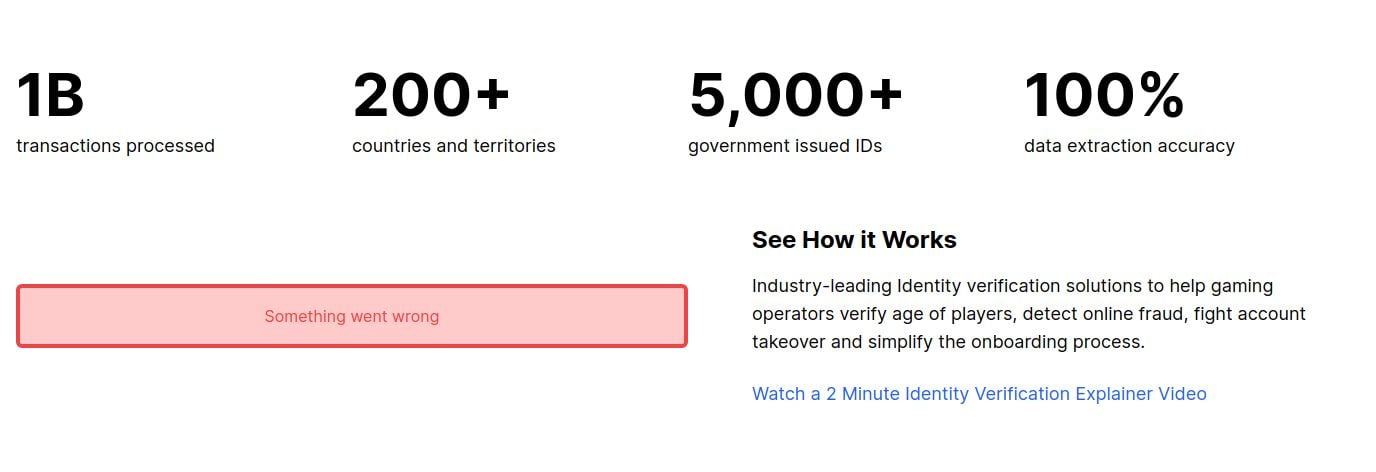 1B
transactions processed
200+
countries and territories
5,000+
government issued IDs
100%
data extraction accuracy
Something went wrong
See How it Works
Industry-leading Identity verification solutions to help gaming
operators verify age of players, detect online fraud, fight account
takeover and simplify the onboarding process.
Watch a 2 Minute Identity Verification Explainer Video